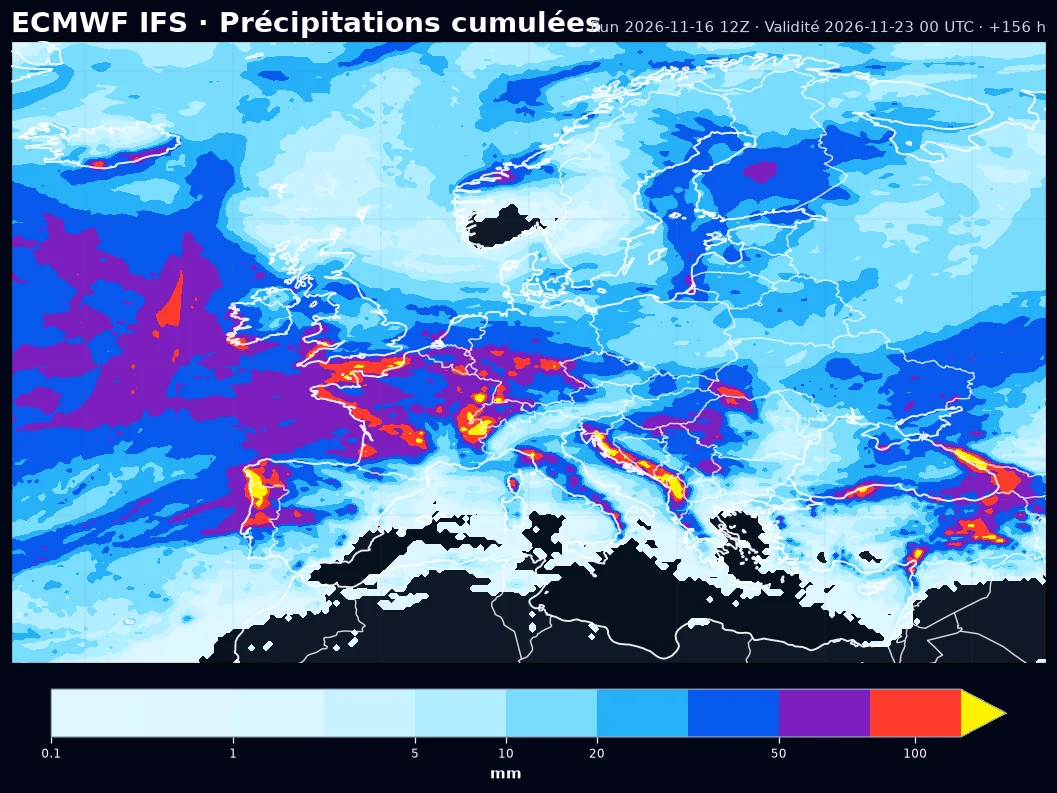 ECMWF IFS · Précipitations cumulées
Run 2026-11-16 12Z · Validité 2026-11-23 00 UTC · +156 h
0.1 1 5 10 20 50 100
mm